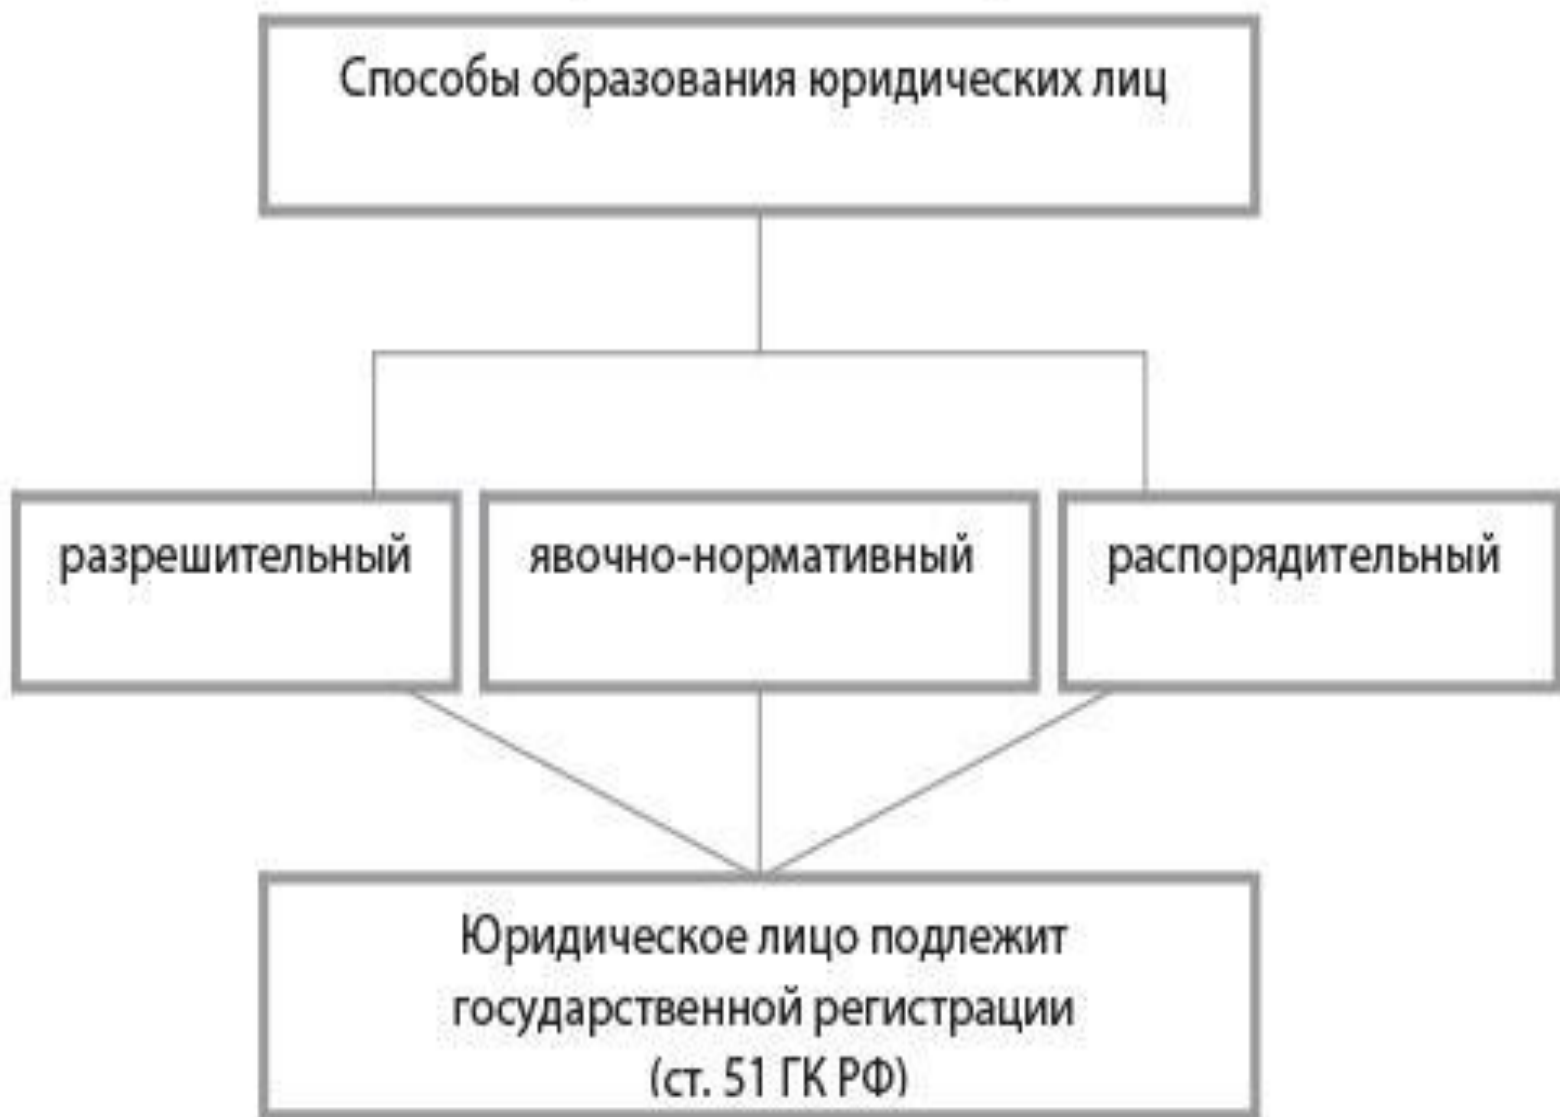 Способы образования юридических лиц
разрешительный
явочно-нормативный
распорядительный
Юридическое лицо подлежит
государственной регистрации
(ст. 51 ГК РФ)